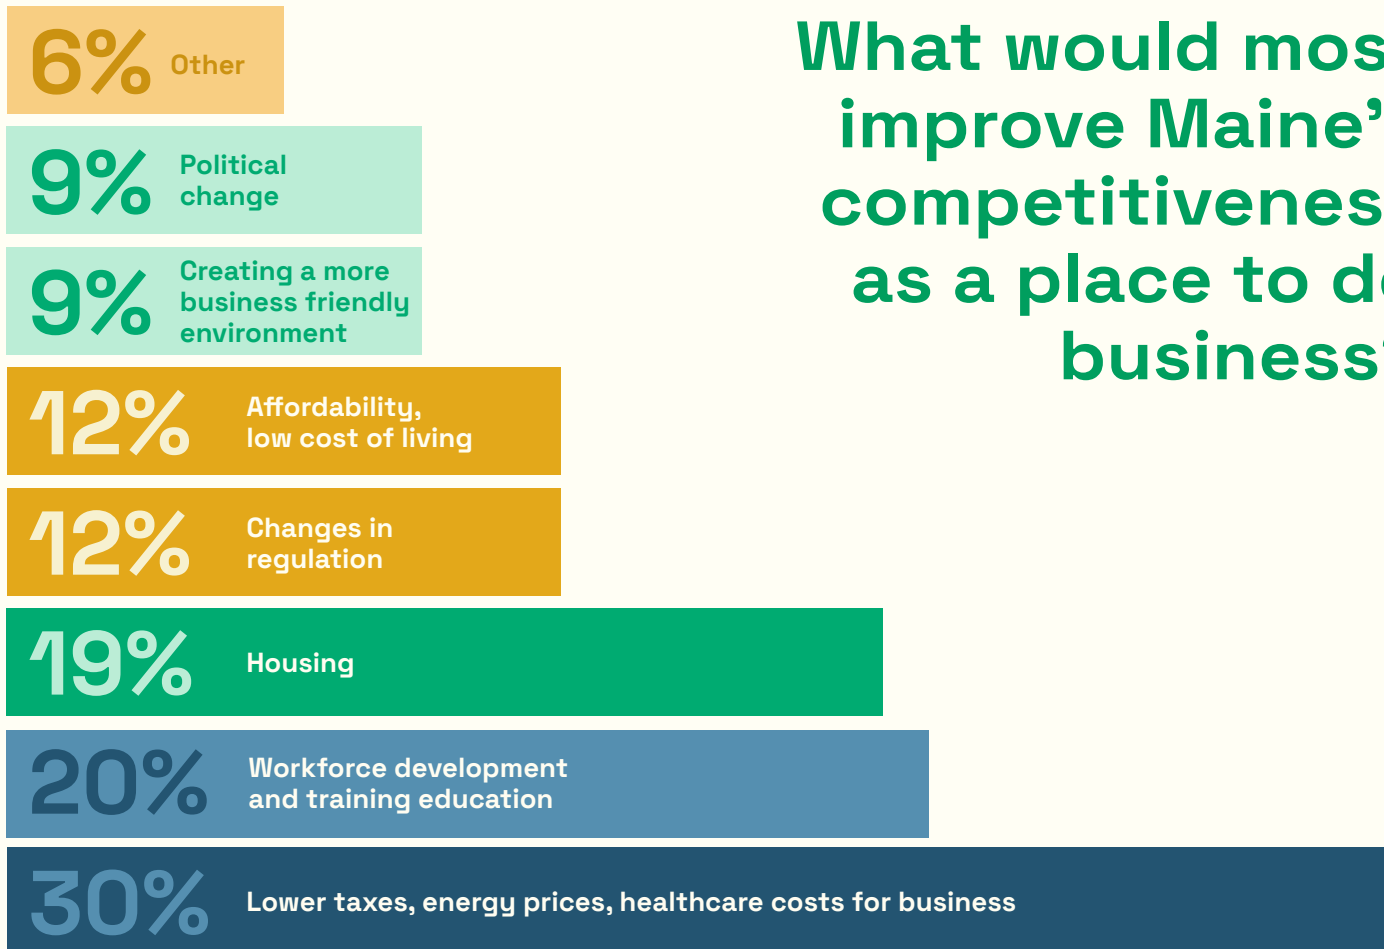 What would mos
improve Maine’
competitivenes
as a place to d
business
6% Other
9% Political
change
9% Creating a more
business friendly
environment
12% Affordability,
low cost of living
12% Changes in
regulation
19% Housing
20% Workforce development
and training education
30% Lower taxes, energy prices, healthcare costs for business